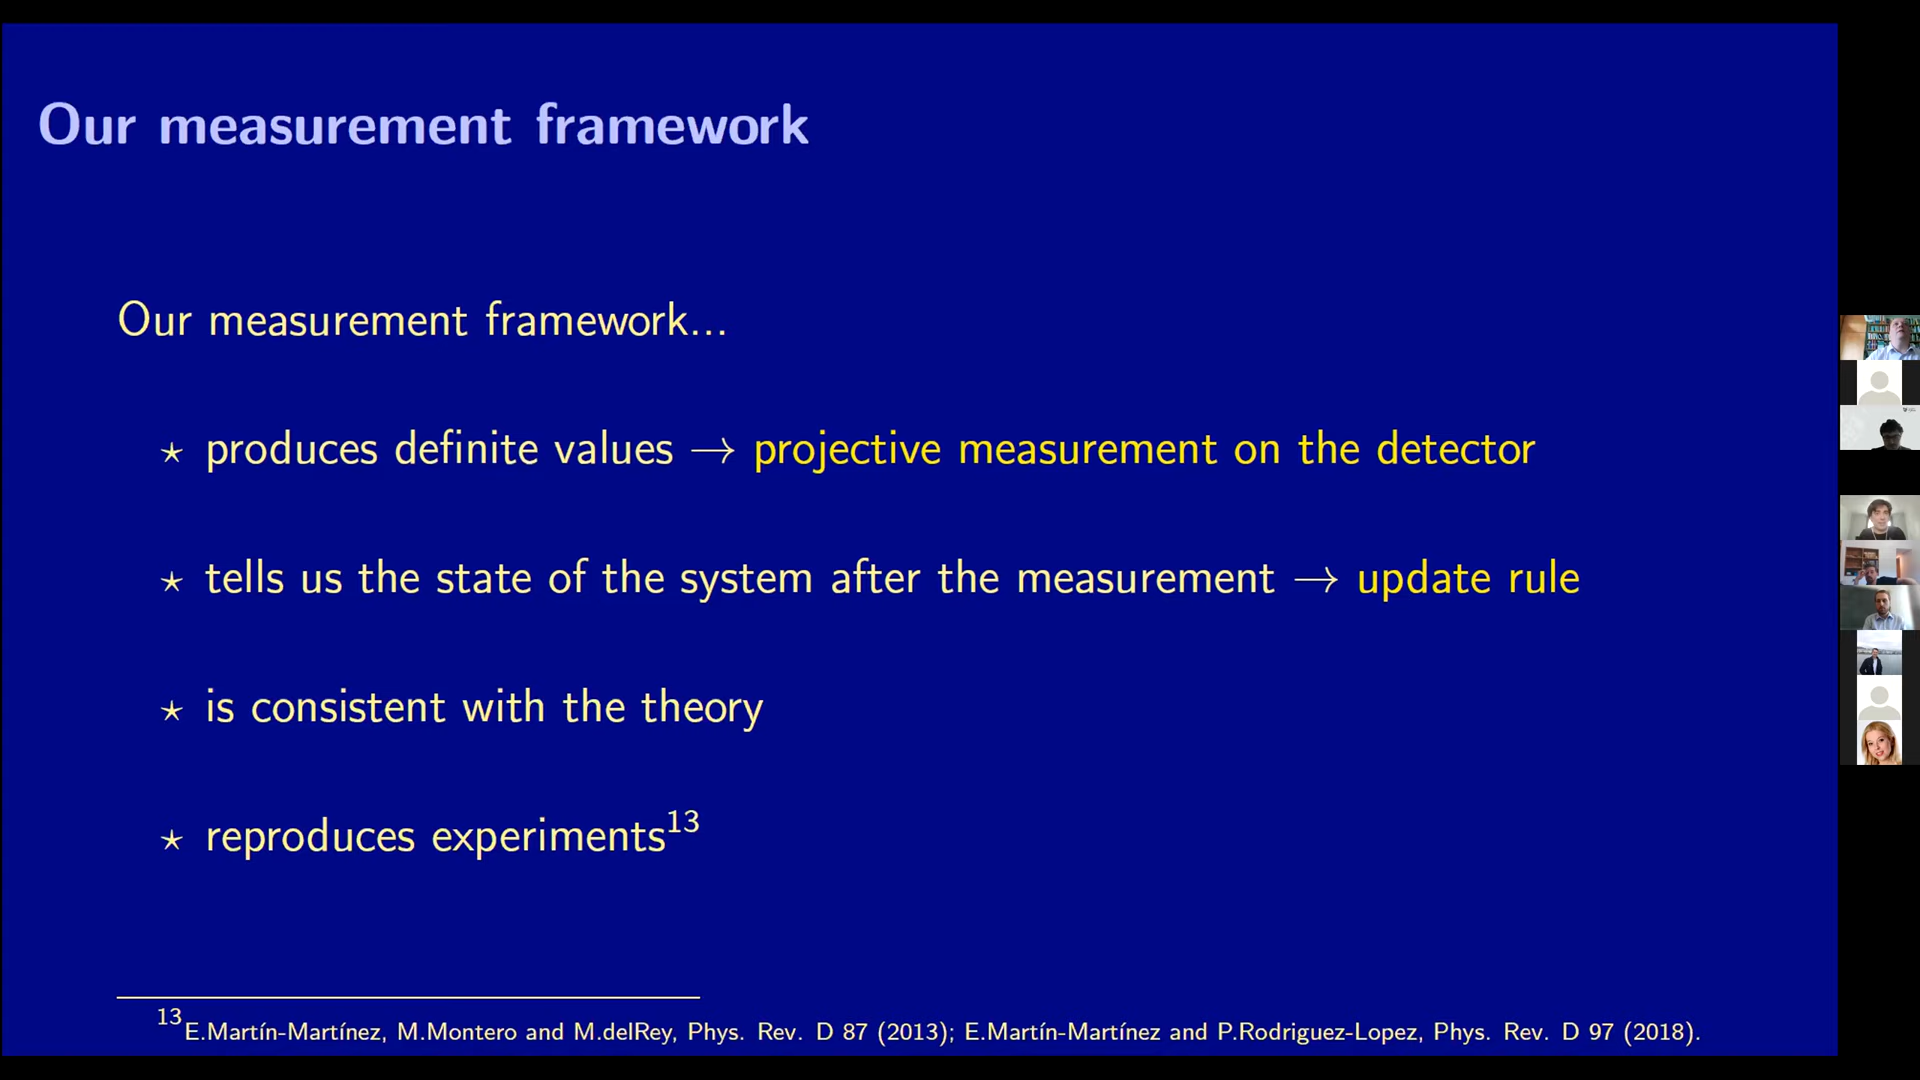 Our measurement framework
Our measurement framework...
⋆ produces definite values → projective measurement on the detector
⋆ tells us the state of the system after the measurement → update rule
⋆ is consistent with the theory
⋆ reproduces experiments¹³
¹³E.Martín-Martínez, M.Montero and M.delRey, Phys. Rev. D 87 (2013); E.Martín-Martínez and P.Rodriguez-Lopez, Phys. Rev. D 97 (2018).